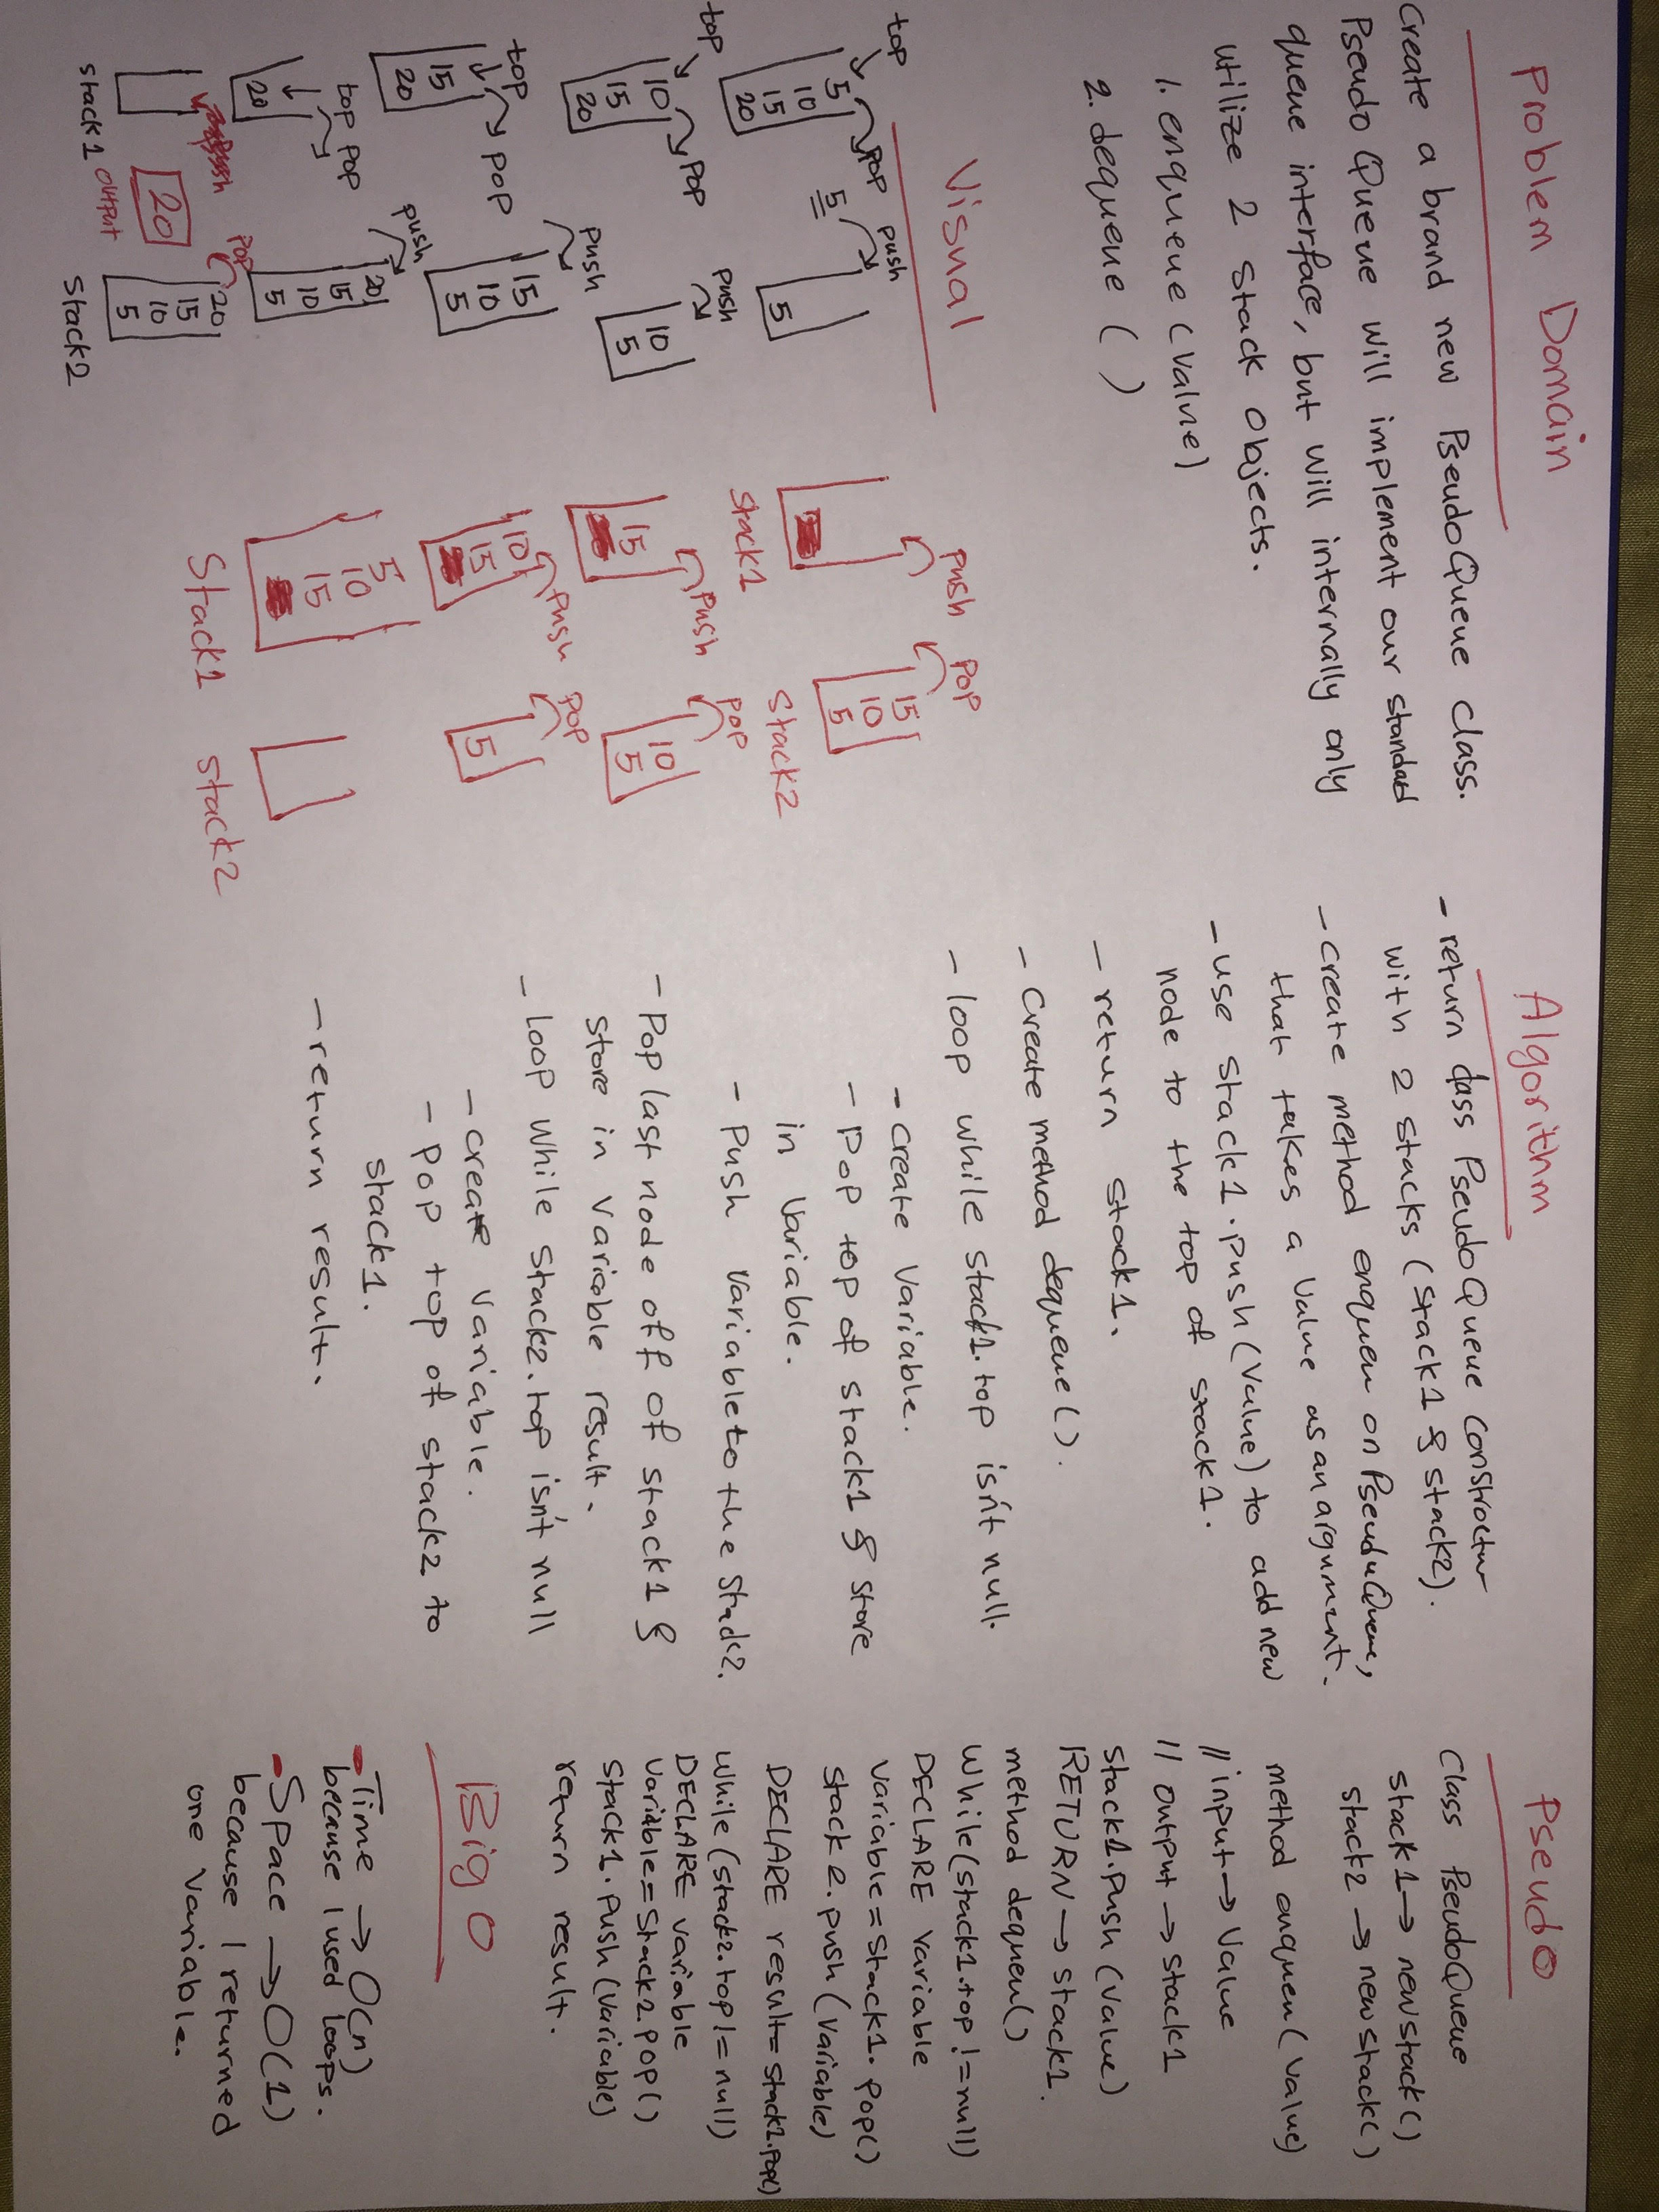 Problem Domain
Create a brand new PseudoQueue class.
PseudoQueue will implement our standard
queue interface, but will internally only
utilize 2 stack objects.
1. enqueue (value)
2. dequeue ( )
Visual
top
5
10
15
20
pop
5
push
5
top
10
15
20
pop
push
10
5
top
15
20
pop
push
15
10
5
top
20
pop
push
20
15
10
5
stack1
output
20
pop
20
15
10
5
stack2
push
stack1
pop
15
10
5
stack2
push
15
pop
10
5
push
10
15
pop
5
5
10
15
stack1
stack2
Algorithm
- return class PseudoQueue constructur
with 2 stacks (stack1 & stack2).
- create method enqueu on PseuduQueue,
that takes a value as an argument.
- use stack1.push(value) to add new
node to the top of stack1.
- return stack1.
- Create method dequeue().
- loop while stack1.top isn't null.
- create variable.
- Pop top of stack1 & store
in variable.
- Push variable to the stack2.
- Pop last node off of stack1 &
store in variable result.
- Loop while stack2.top isn't null
- create variable.
- Pop top of stack2 to
stack1.
- return result.
Pseudo
Class PseudoQueue
stack1 → new stack()
stack2 → new stack()
method enqueu(value)
// input → value
// output → stack1
stack1.push(value)
RETURN → stack1.
method dequeu()
While(stack1.top != null)
DECLARE variable
variable = stack1.pop()
stack2.push(variable)
DECLARE result = stack2.pop()
while (stack2.top != null)
DECLARE variable
variable = stack2.pop()
stack1.push(variable)
return result.
Big O
- Time → O(n)
because I used loops.
- Space → O(1)
because I returned
one variable.